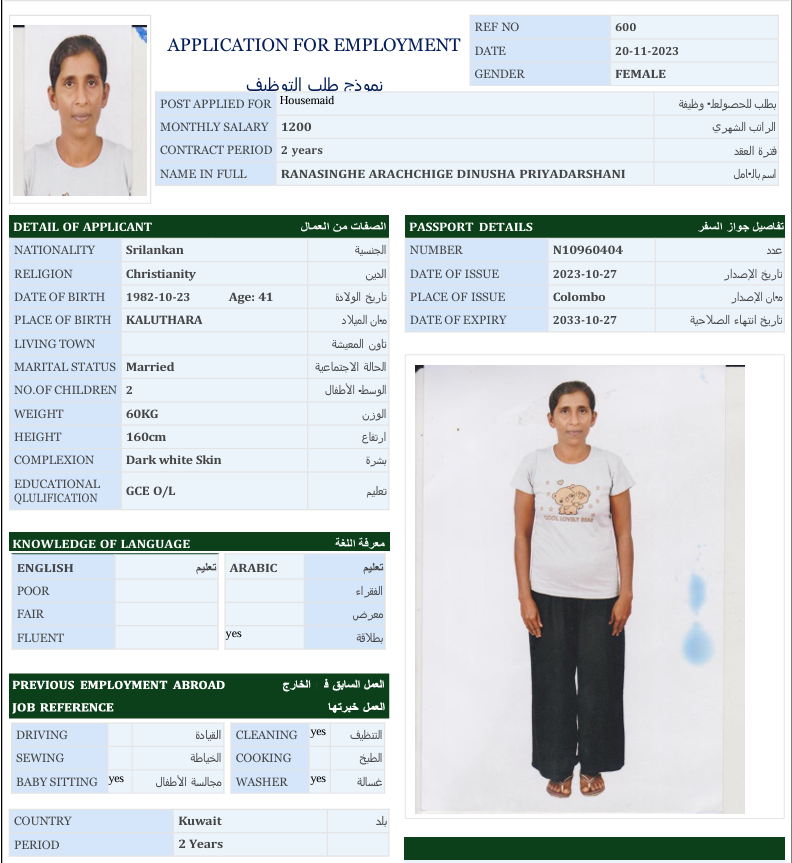 APPLICATION FOR EMPLOYMENT
نموذج طلب التوظيف
REF NO 600
DATE 20-11-2023
GENDER FEMALE
POST APPLIED FOR Housemaid بطلب للحصولعلى وظيفة
MONTHLY SALARY 1200 الراتب الشهري
CONTRACT PERIOD 2 years فترة العقد
NAME IN FULL RANASINGHE ARACHCHIGE DINUSHA PRIYADARSHANI اسم بالكامل
DETAIL OF APPLICANT الصفات من العمال
NATIONALITY Srilankan الجنسية
RELIGION Christianity الدين
DATE OF BIRTH 1982-10-23 Age: 41 تاريخ الولادة
PLACE OF BIRTH KALUTHARA مكان الميلاد
LIVING TOWN تاون المعيشة
MARITAL STATUS Married الحالة الاجتماعية
NO.OF CHILDREN 2 الوسطى الأطفال
WEIGHT 60KG الوزن
HEIGHT 160cm ارتفاع
COMPLEXION Dark white Skin بشرة
EDUCATIONAL QLULIFICATION GCE O/L تعليم
PASSPORT DETAILS تفاصيل جواز السفر
NUMBER N10960404 عدد
DATE OF ISSUE 2023-10-27 تاريخ الإصدار
PLACE OF ISSUE Colombo مكان الإصدار
DATE OF EXPIRY 2033-10-27 تاريخ انتهاء الصلاحية
COOL LOVELY BEAR
KNOWLEDGE OF LANGUAGE معرفة اللغة
ENGLISH تعليم ARABIC تعليم
POOR الفقراء
FAIR معرض
FLUENT yes بطلاقة
PREVIOUS EMPLOYMENT ABROAD العمل السابق في الخارج
JOB REFERENCE العمل خبرتها
DRIVING القيادة CLEANING yes التنظيف
SEWING الخياطة COOKING الطبخ
BABY SITTING yes مجالسة الأطفال WASHER yes غسالة
COUNTRY Kuwait بلد
PERIOD 2 Years